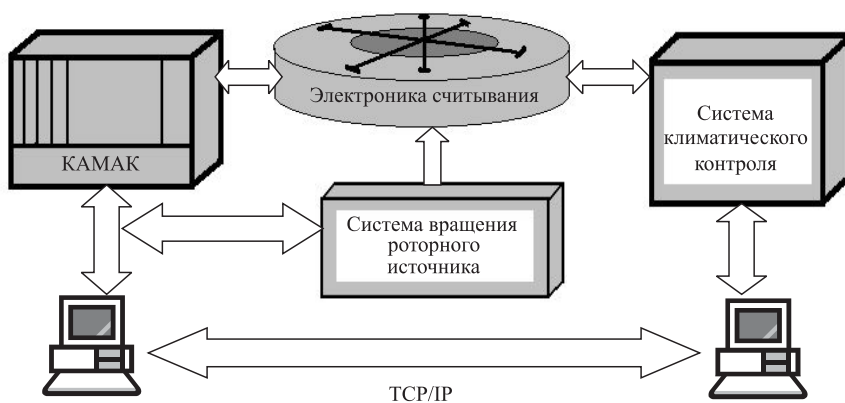 Электроника считывания
КАМАК
Система
климатического
контроля
Система вращения
роторного
источника
TCP/IP